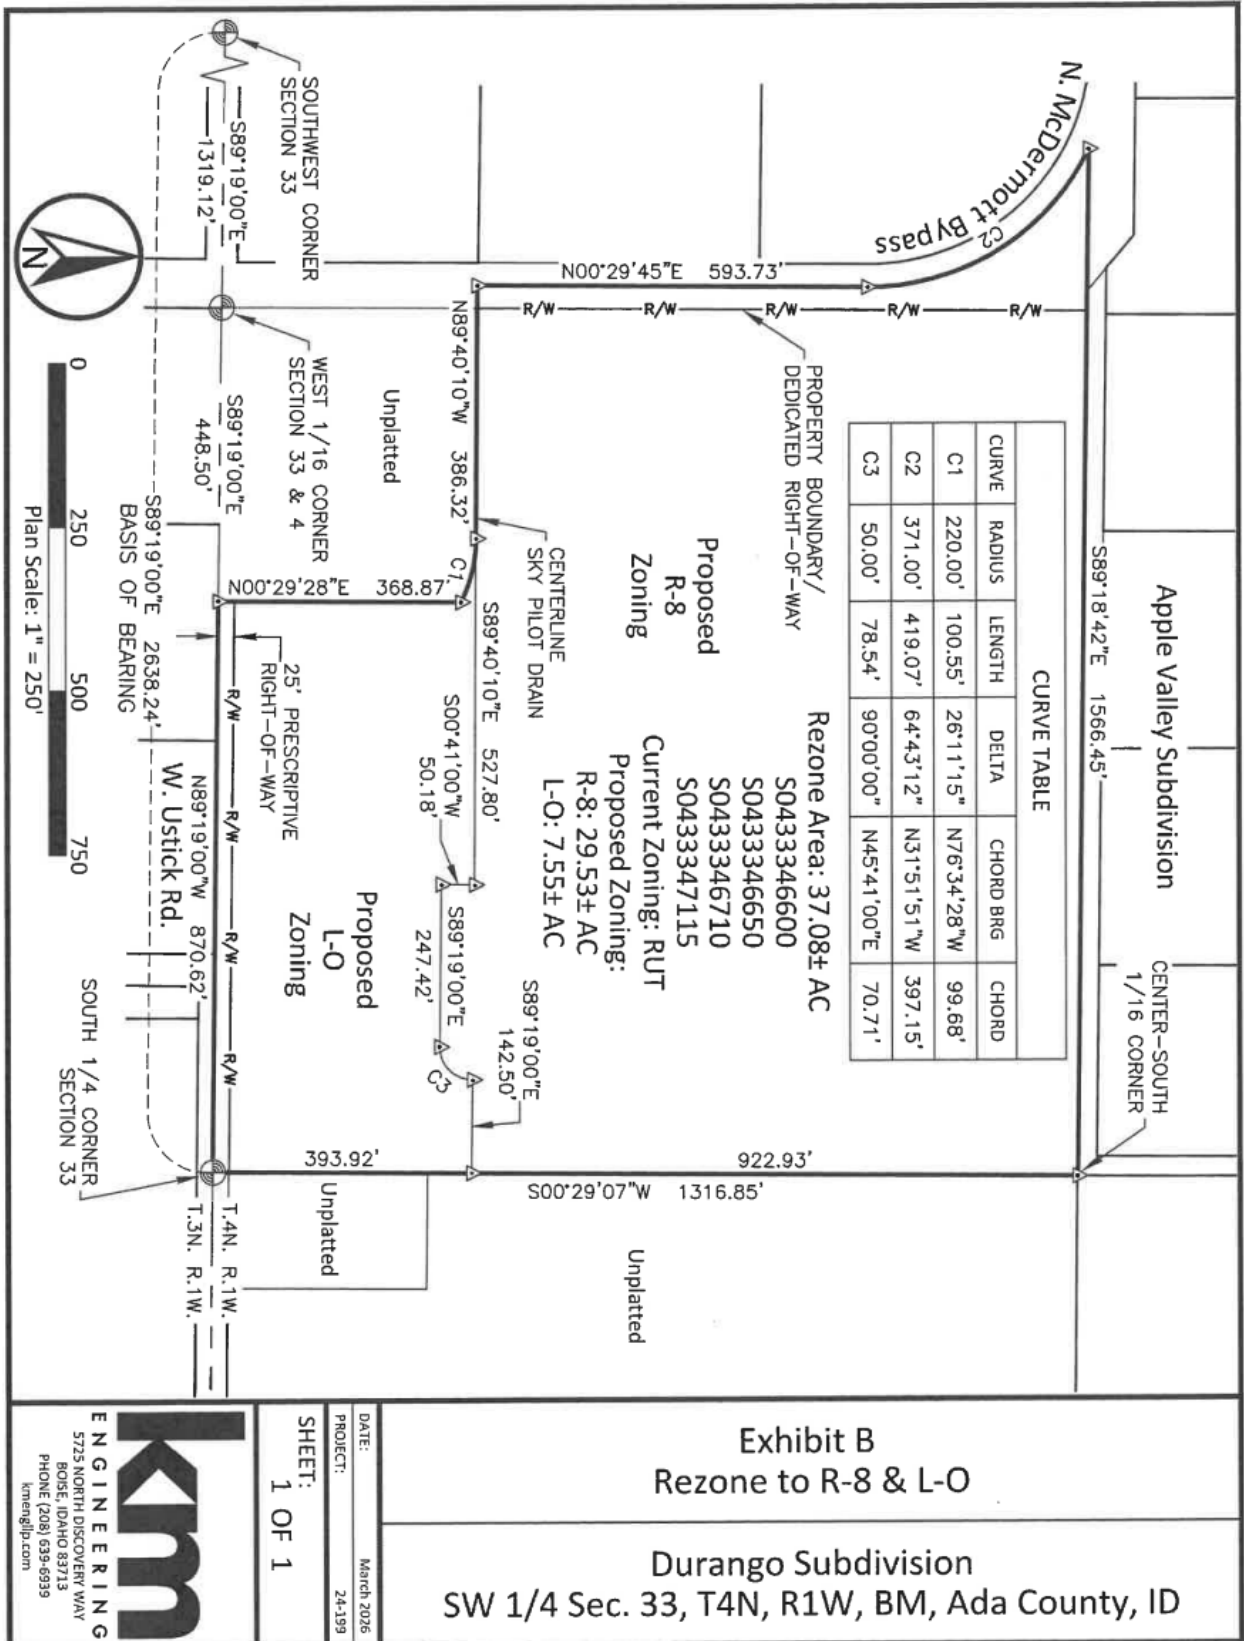 Apple Valley Subdivision
S89°18'42"E 1566.45'
CENTER-SOUTH
1/16 CORNER
N. McDermott Bypass
C2
CURVE TABLE
CURVE RADIUS LENGTH DELTA CHORD BRG CHORD
C1 220.00' 100.55' 26°11'15" N76°34'28"W 99.68'
C2 371.00' 419.07' 64°43'12" N31°51'51"W 397.15'
C3 50.00' 78.54' 90°00'00" N45°41'00"E 70.71'
R/W
R/W
R/W
R/W
R/W
N00°29'45"E 593.73'
PROPERTY BOUNDARY/
DEDICATED RIGHT-OF-WAY
Rezone Area: 37.08± AC
S0433346600
S0433346650
S0433346710
S0433347115
Current Zoning: RUT
Proposed Zoning:
R-8: 29.53± AC
L-O: 7.55± AC
Proposed
R-8
Zoning
922.93'
S00°29'07"W 1316.85'
Unplatted
CENTERLINE
SKY PILOT DRAIN
N89°40'10"W 386.32'
C1
S89°40'10"E 527.80'
S00°41'00"W
50.18'
S89°19'00"E
247.42'
C3
S89°19'00"E
142.50'
Unplatted
N00°29'28"E 368.87'
Proposed
L-O
Zoning
393.92'
Unplatted
SOUTHWEST CORNER
SECTION 33
S89°19'00"E
1319.12'
WEST 1/16 CORNER
SECTION 33 & 4
S89°19'00"E
448.50'
25' PRESCRIPTIVE
RIGHT-OF-WAY
R/W
R/W
R/W
R/W
N89°19'00"W 870.62'
W. Ustick Rd.
T.4N. R.1W.
T.3N. R.1W.
S89°19'00"E 2638.24'
BASIS OF BEARING
SOUTH 1/4 CORNER
SECTION 33
N
0 250 500 750
Plan Scale: 1" = 250'
Exhibit B
Rezone to R-8 & L-O
Durango Subdivision
SW 1/4 Sec. 33, T4N, R1W, BM, Ada County, ID
DATE: March 2026
PROJECT: 24-199
SHEET:
1 OF 1
km
ENGINEERING
5725 NORTH DISCOVERY WAY
BOISE, IDAHO 83713
PHONE (208) 639-6939
kmengllp.com